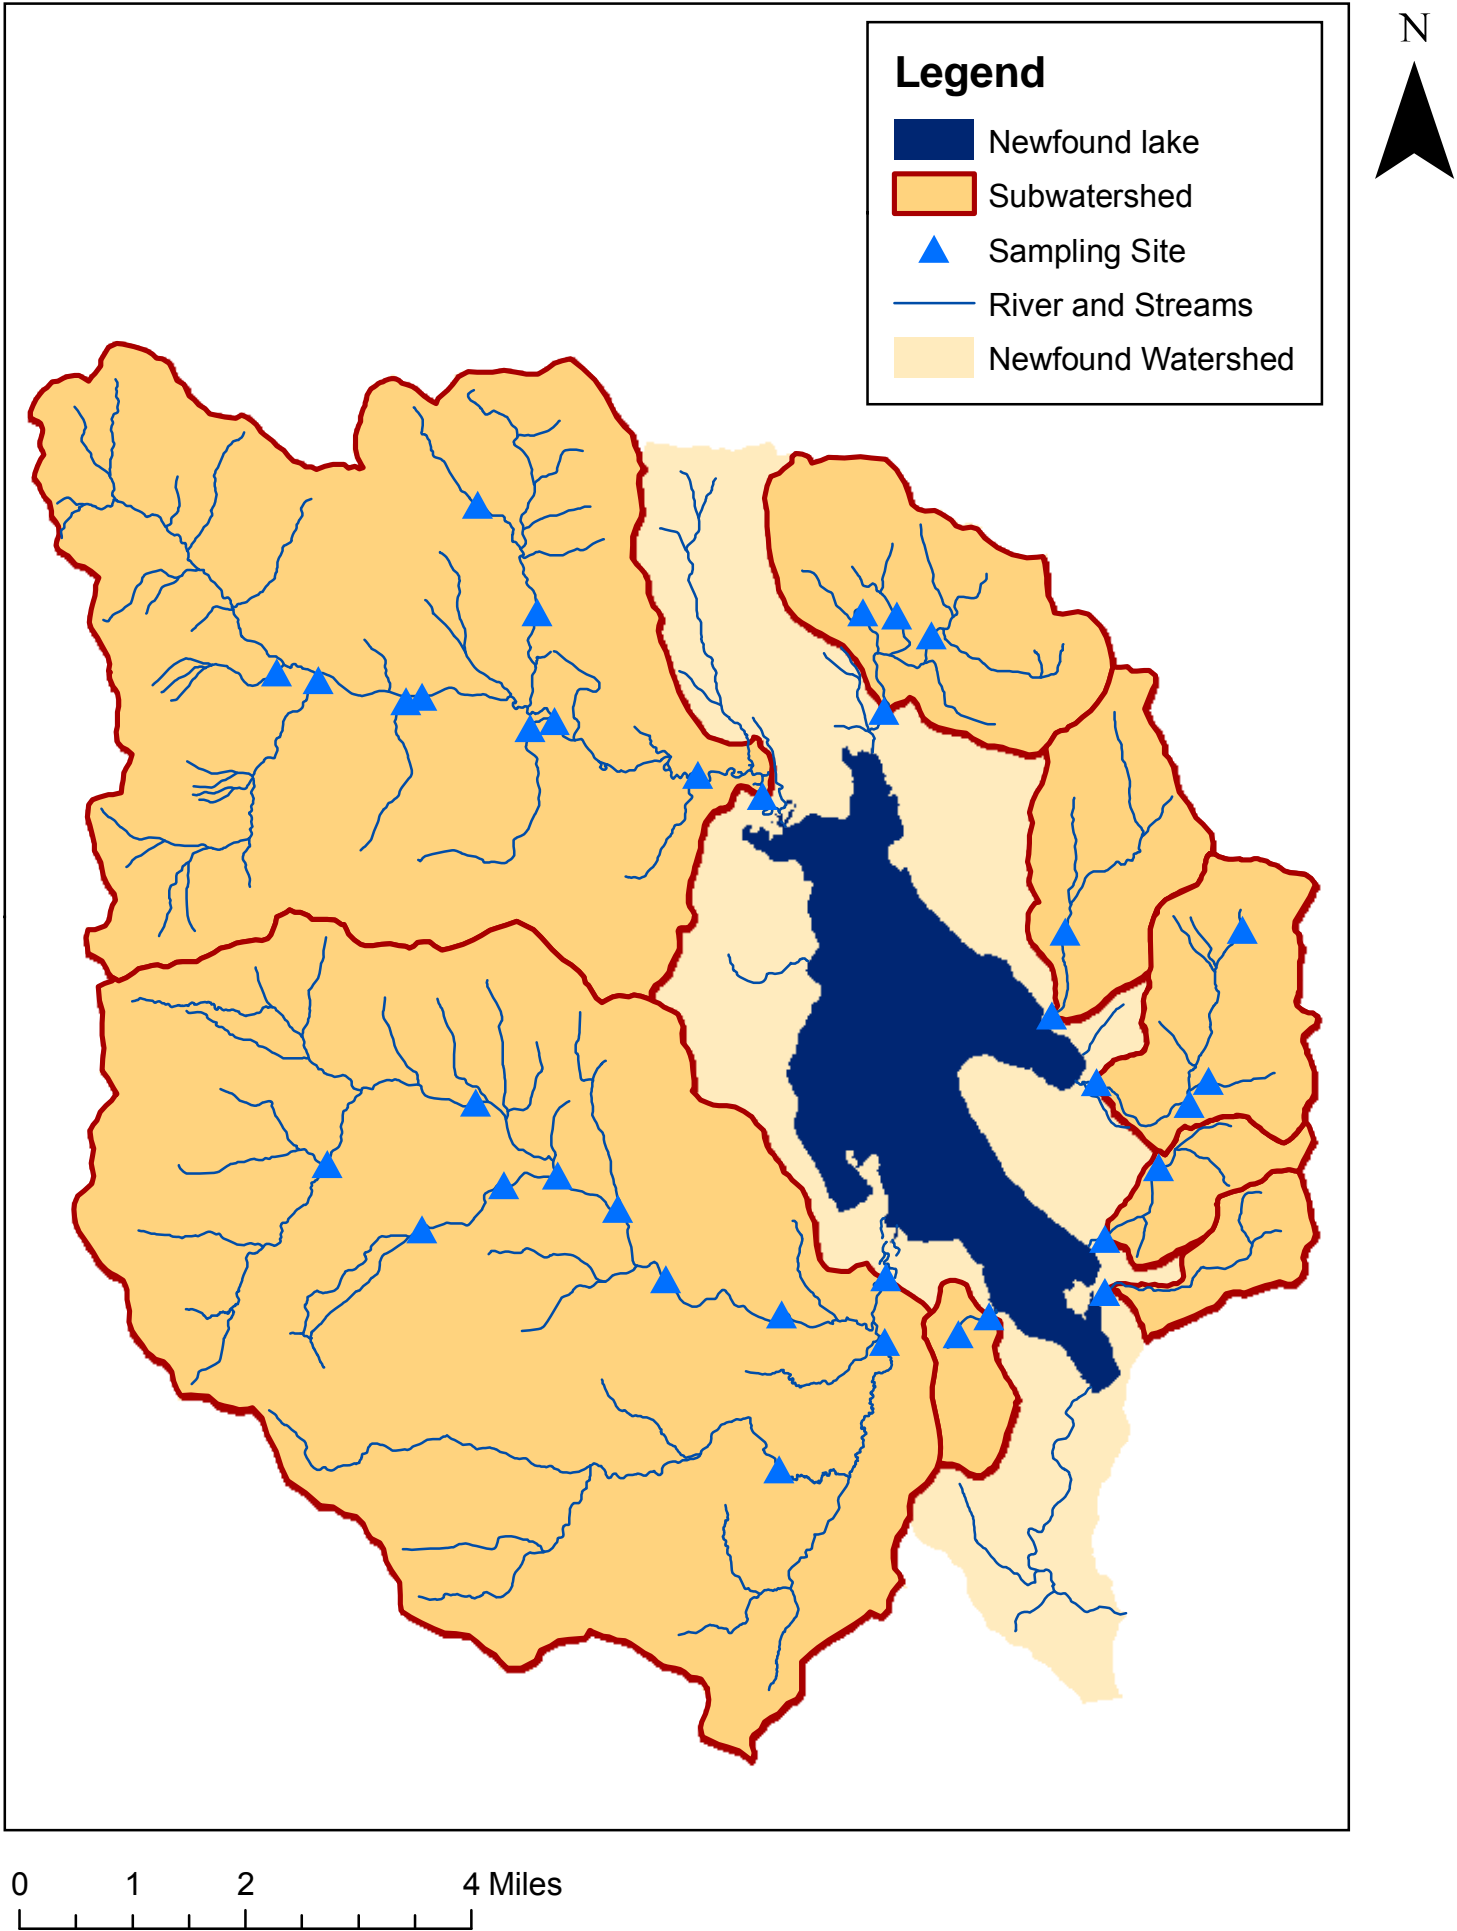 N
Legend
Newfound lake
Subwatershed
Sampling Site
River and Streams
Newfound Watershed
0 1 2 4 Miles